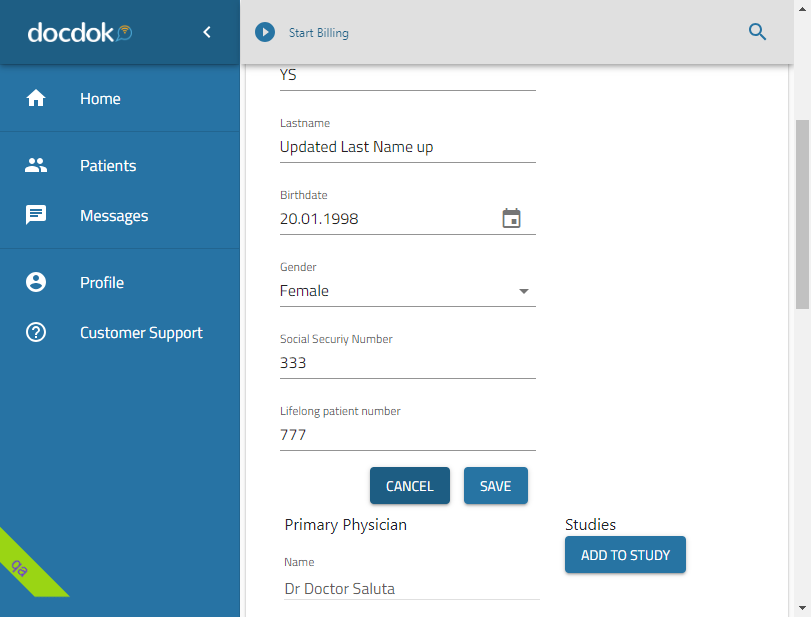 docdok
Start Billing
Home
Patients
Messages
Profile
Customer Support
qa
YS
Lastname
Updated Last Name up
Birthdate
20.01.1998
Gender
Female
Social Securiy Number
333
Lifelong patient number
777
CANCEL
SAVE
Primary Physician
Name
Dr Doctor Saluta
Studies
ADD TO STUDY